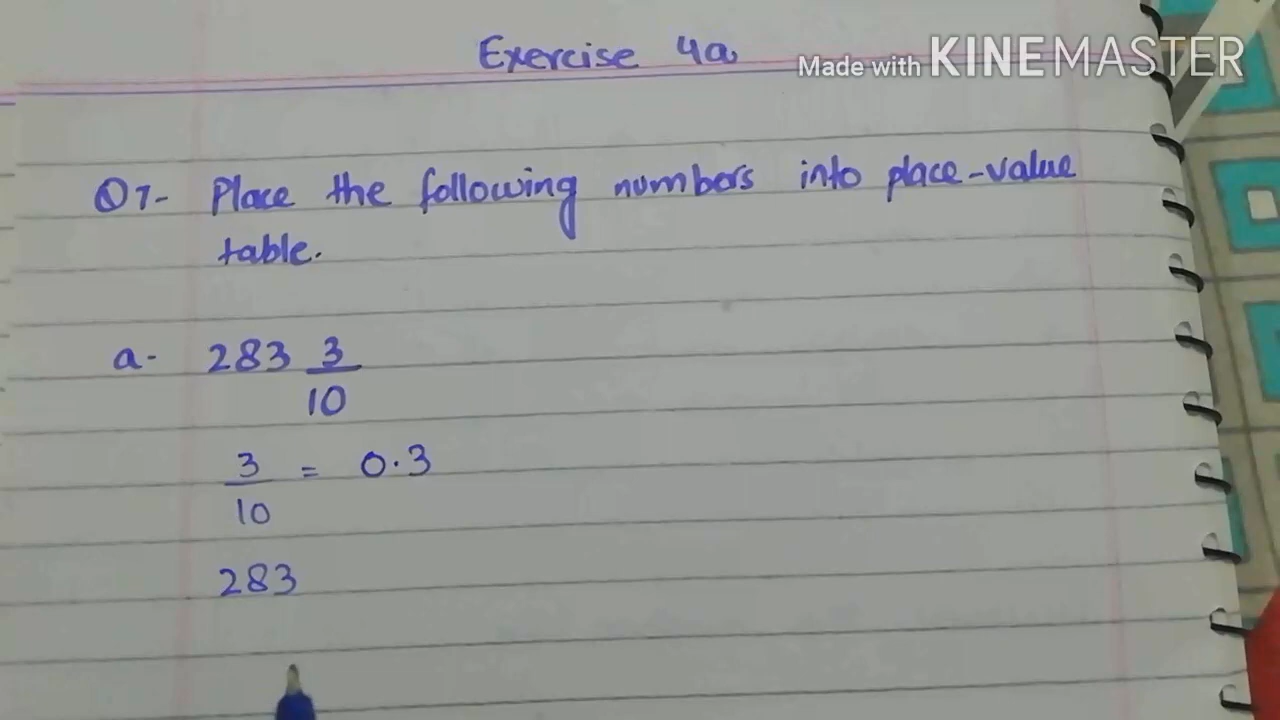 Exercise 4a
Made with KINEMASTER
Q1- Place the following numbers into place-value
table.
a- 283 3/10
3/10 = 0.3
283